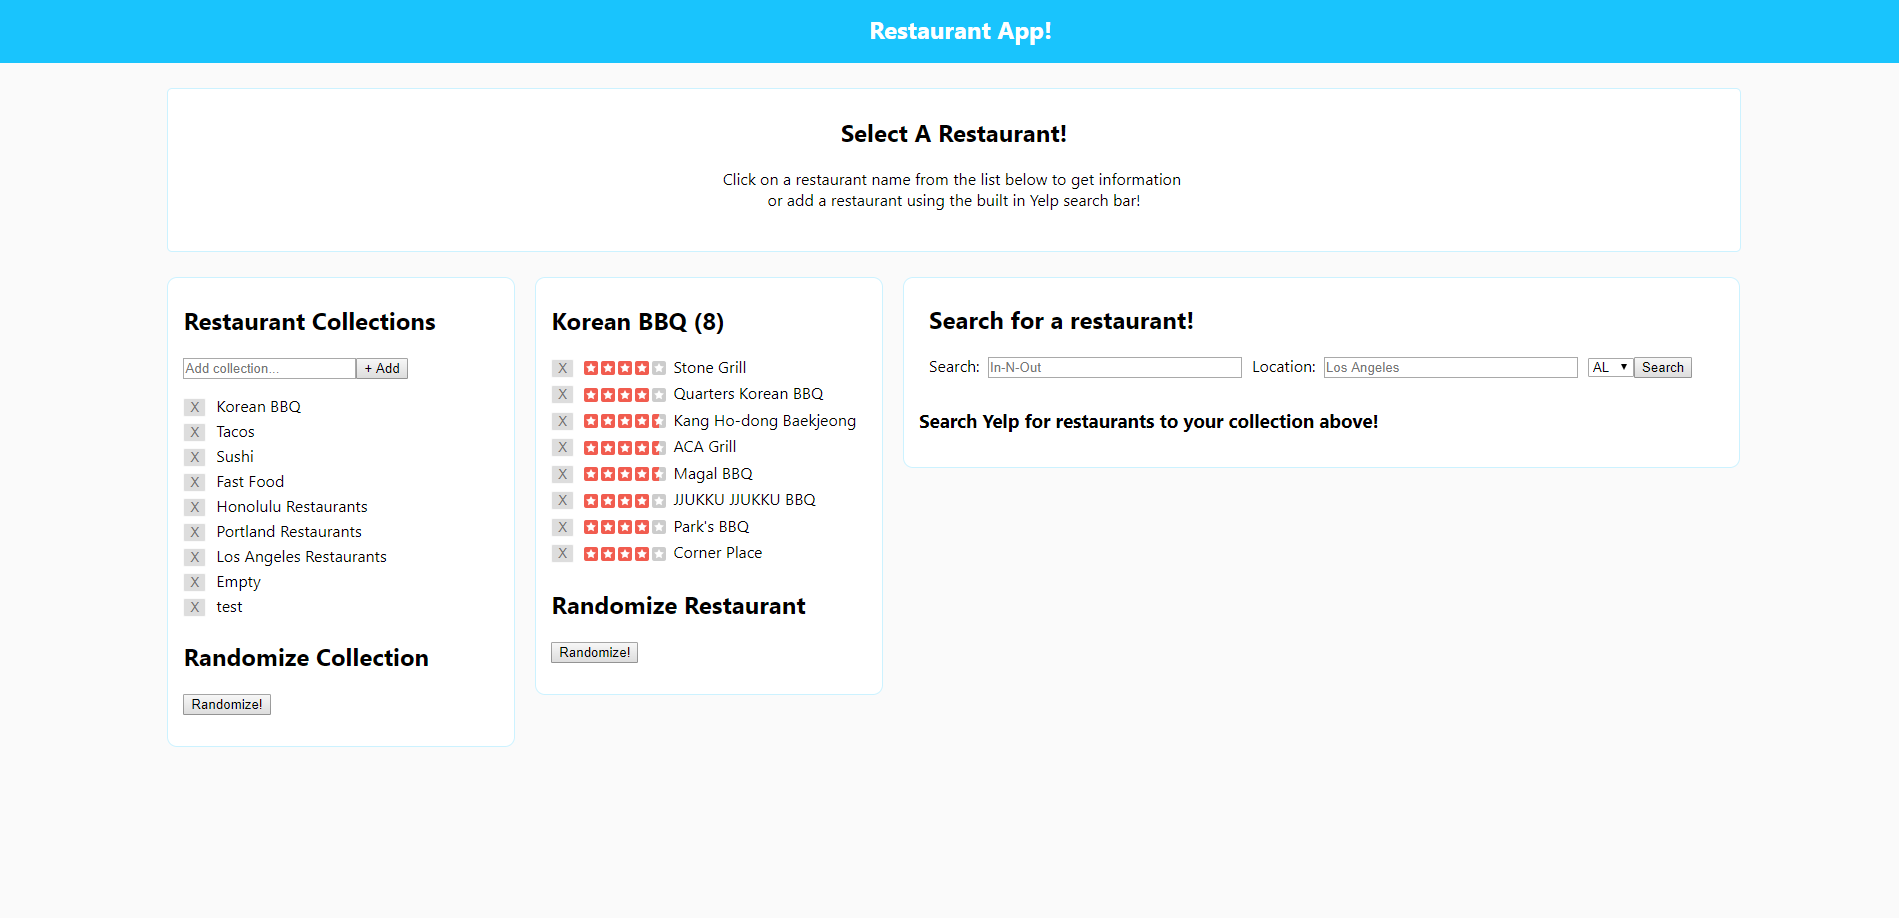 Restaurant App!
Select A Restaurant!
Click on a restaurant name from the list below to get information
or add a restaurant using the built in Yelp search bar!
Restaurant Collections
Add collection... + Add
X Korean BBQ
X Tacos
X Sushi
X Fast Food
X Honolulu Restaurants
X Portland Restaurants
X Los Angeles Restaurants
X Empty
X test
Randomize Collection
Randomize!
Korean BBQ (8)
X Stone Grill
X Quarters Korean BBQ
X Kang Ho-dong Baekjeong
X ACA Grill
X Magal BBQ
X JJUKKU JJUKKU BBQ
X Park's BBQ
X Corner Place
Randomize Restaurant
Randomize!
Search for a restaurant!
Search: In-N-Out Location: Los Angeles AL Search
Search Yelp for restaurants to your collection above!